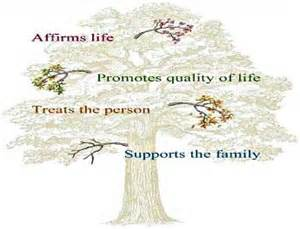 Affirms life
Promotes quality of life
Treats the person
Supports the family